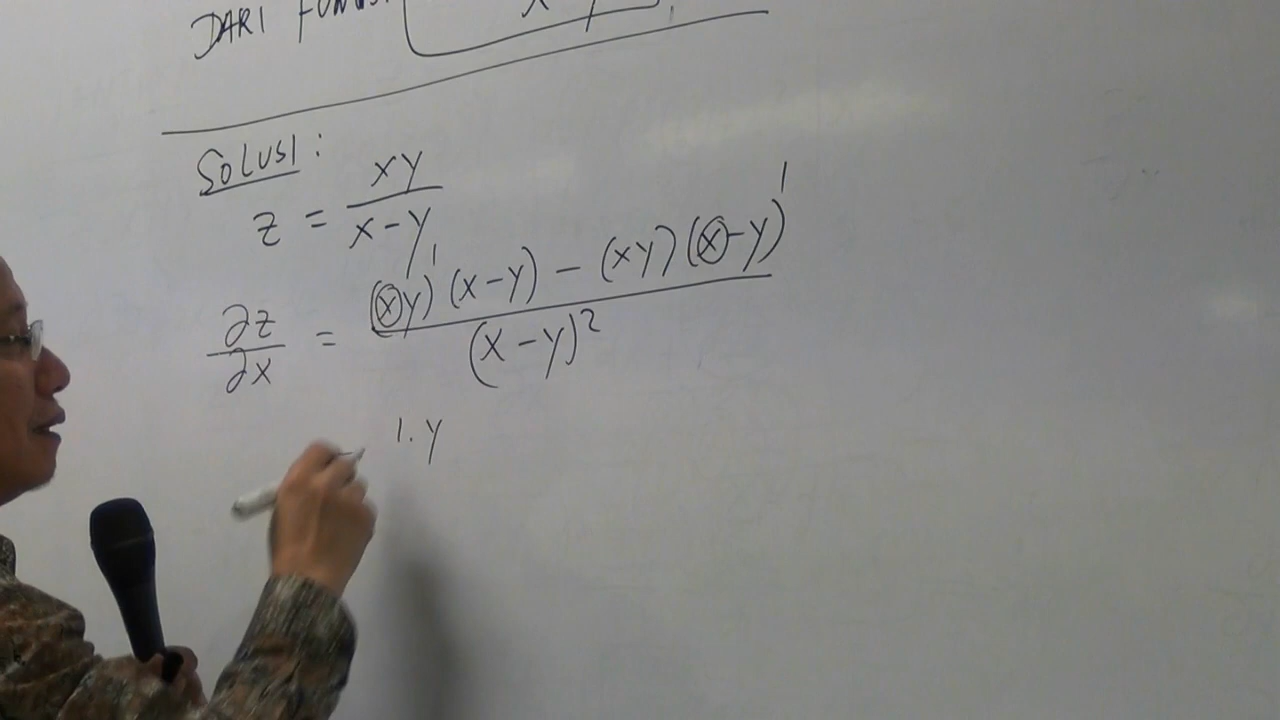 DARI FUNGSI
SOLUSI :
z = xy / x - y
∂z / ∂x = (xy)' (x - y) - (xy) (x - y)' / (x - y)²
1. y